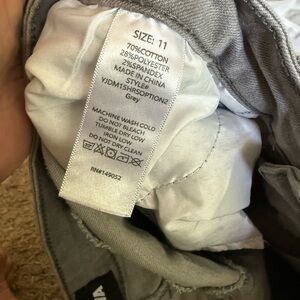 SIZE: 11
70%COTTON
28%POLYESTER
2%SPANDEX
MADE IN CHINA
STYLE#
YJDM15HRSOPTION2
Grey
MACHINE WASH COLD
DO NOT BLEACH
TUMBLE DRY LOW
IRON LOW
DO NOT DRY CLEAN
RN#149052